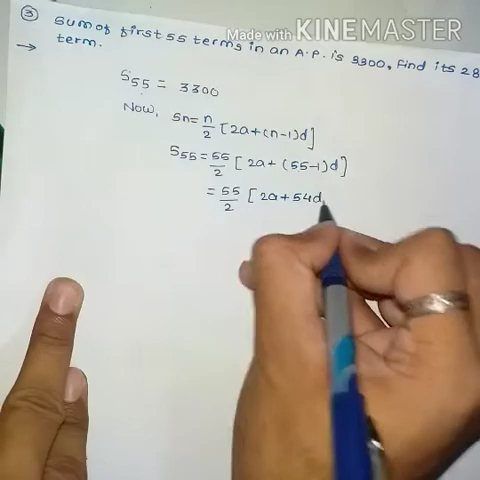 Made with KINEMASTER
③ Sum of first 55 terms in an A.P. is 3300, find its 28
→ term.
S₅₅ = 3300
Now, Sn = n/2 [2a+(n-1)d]
S₅₅ = 55/2 [2a+(55-1)d]
= 55/2 [2a+54d